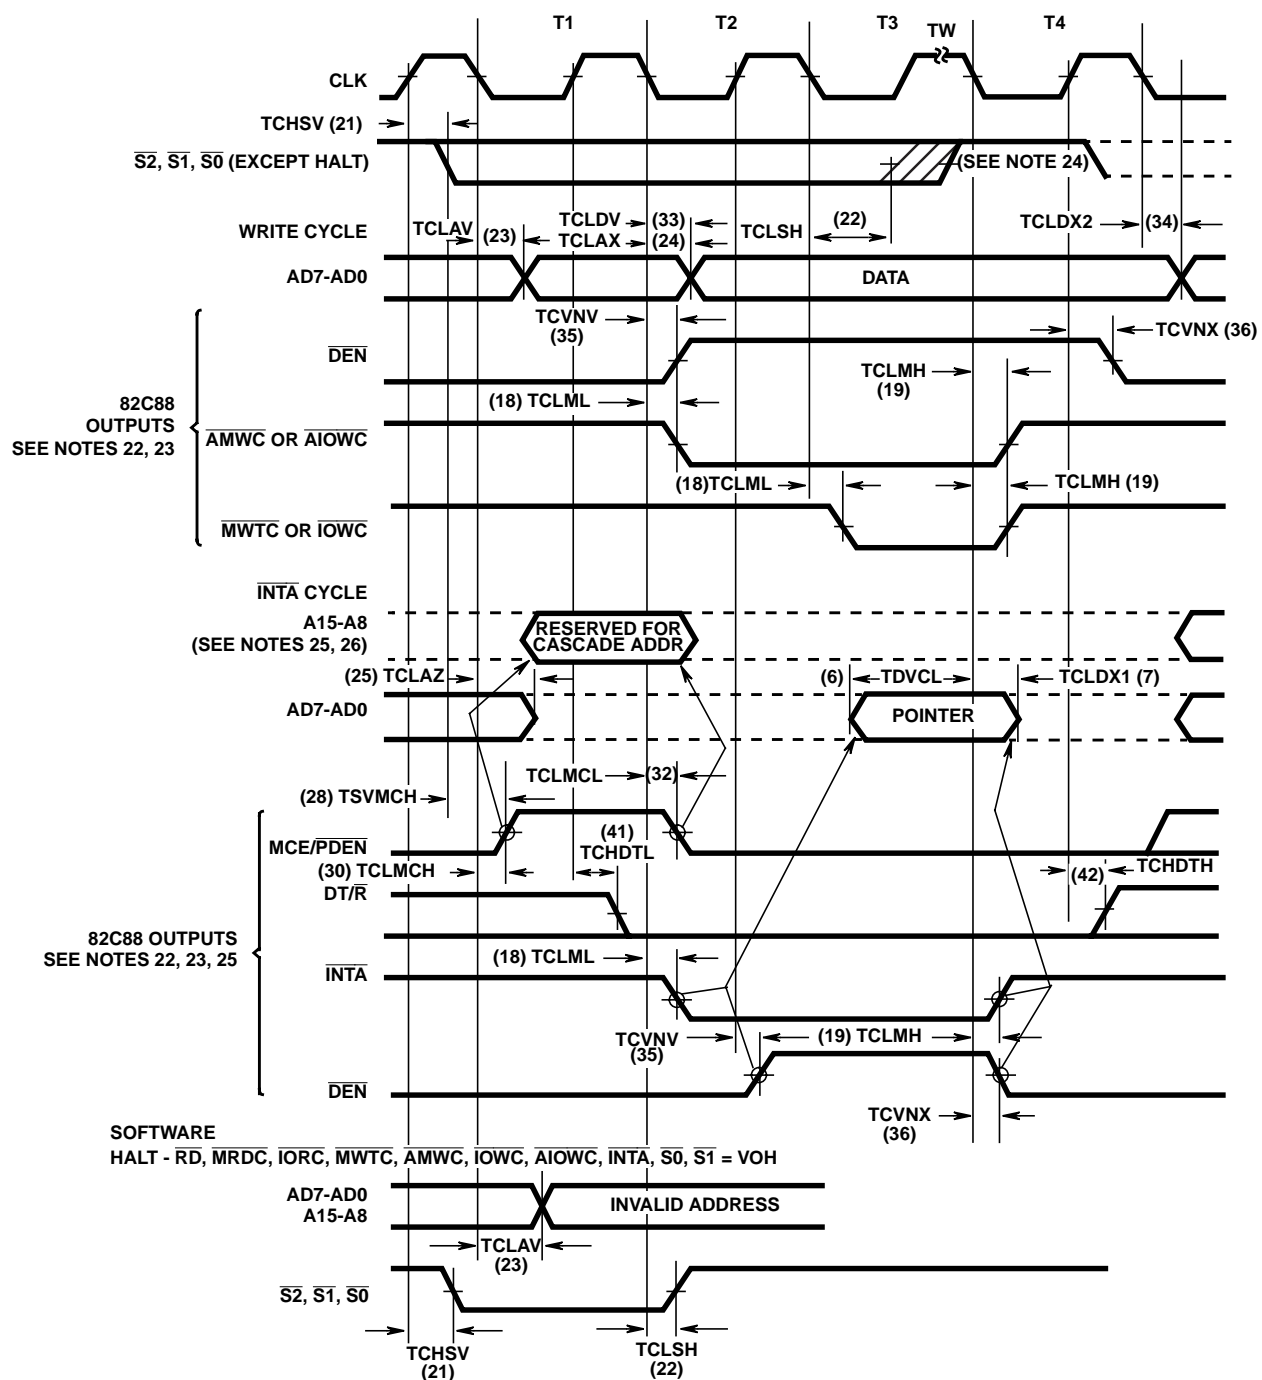 T1 T2 T3 TW T4
CLK
TCHSV (21)
S2, S1, S0 (EXCEPT HALT)
(SEE NOTE 24)
WRITE CYCLE
TCLAV (23)
TCLDV (33)
TCLAX (24)
TCLSH (22)
TCLDX2 (34)
AD7-AD0
DATA
TCVNV
(35)
TCVNX (36)
DEN
TCLMH
(19)
(18) TCLML
82C88
OUTPUTS
SEE NOTES 22, 23
AMWC OR AIOWC
(18)TCLML
TCLMH (19)
MWTC OR IOWC
INTA CYCLE
A15-A8
(SEE NOTES 25, 26)
RESERVED FOR
CASCADE ADDR
(25) TCLAZ
(6) TDVCL
TCLDX1 (7)
AD7-AD0
POINTER
TCLMCL (32)
(28) TSVMCH
MCE/PDEN
(41)
TCHDTL
(30) TCLMCH
(42) TCHDTH
DT/R
82C88 OUTPUTS
SEE NOTES 22, 23, 25
(18) TCLML
INTA
TCVNV
(35)
(19) TCLMH
DEN
TCVNX
(36)
SOFTWARE
HALT - RD, MRDC, IORC, MWTC, AMWC, IOWC, AIOWC, INTA, S0, S1 = VOH
AD7-AD0
A15-A8
INVALID ADDRESS
TCLAV
(23)
S2, S1, S0
TCHSV
(21)
TCLSH
(22)